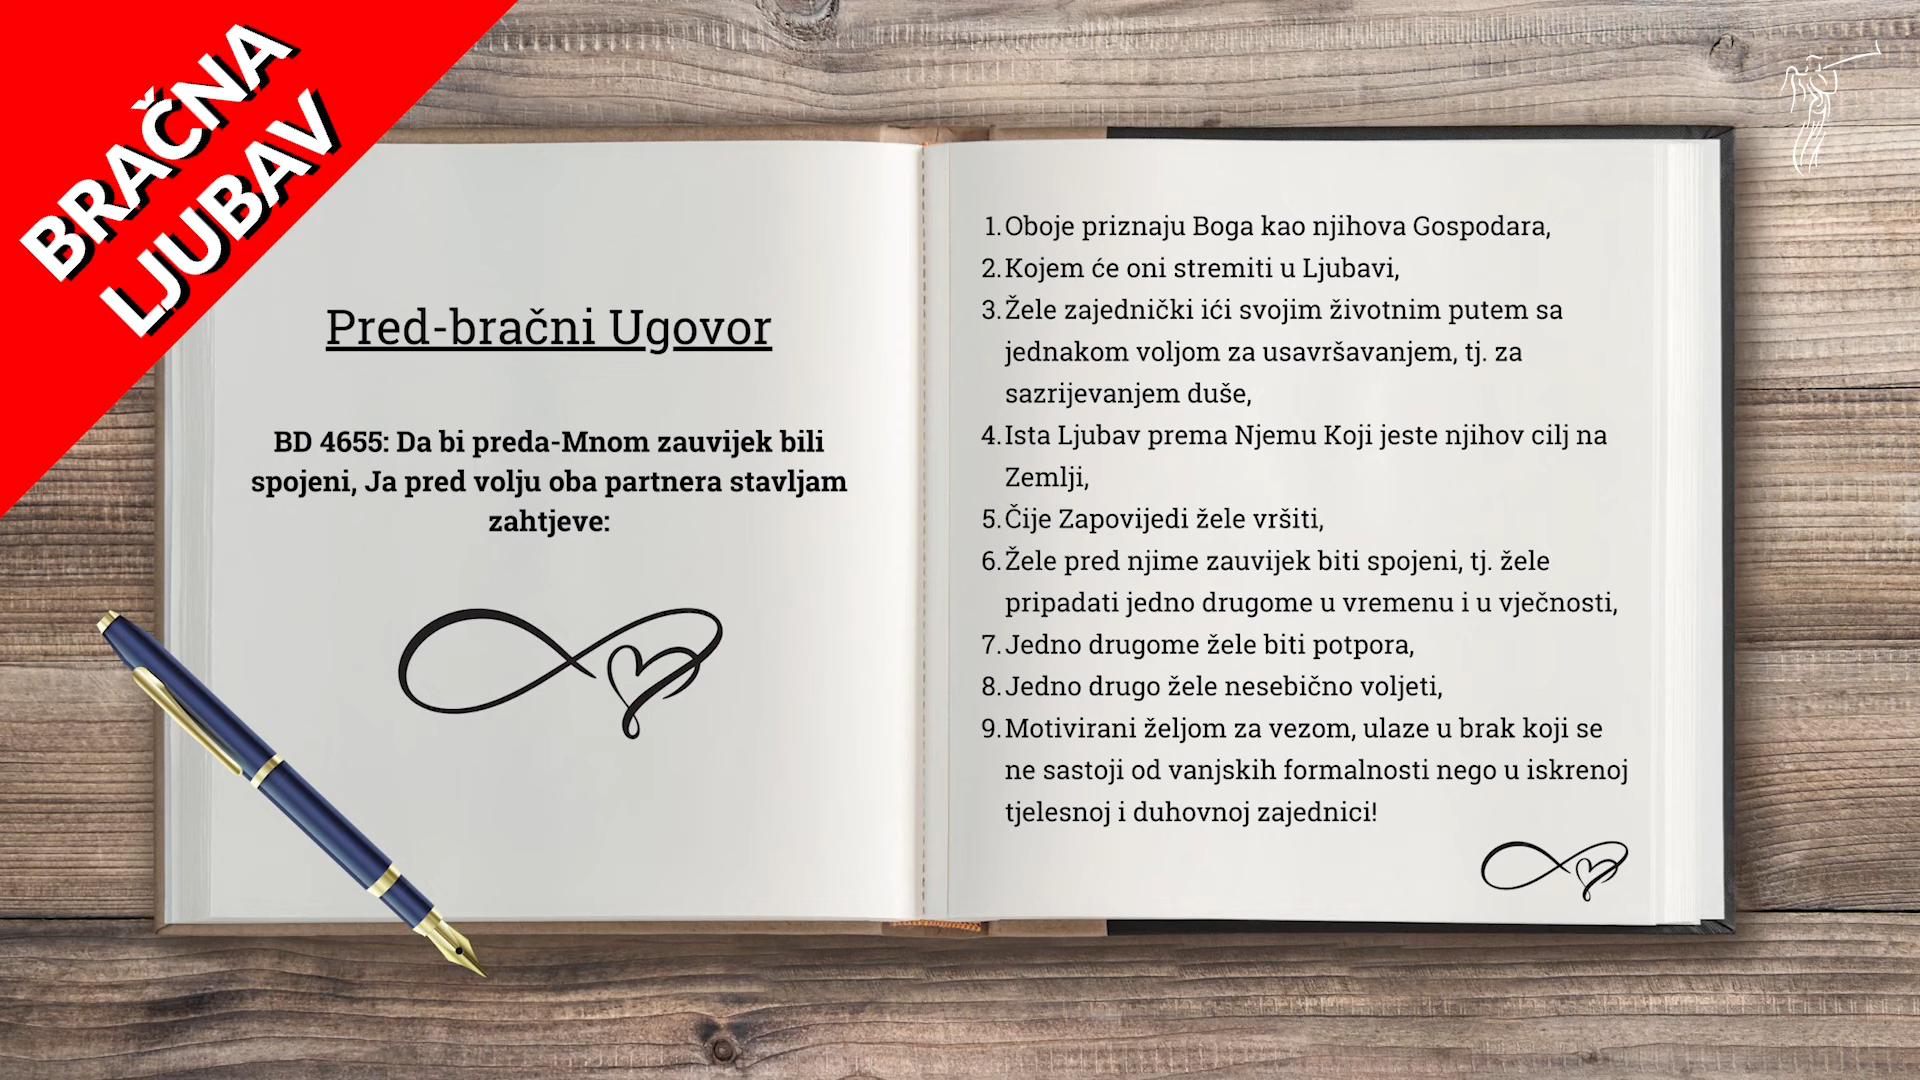 BRAČNA
LJUBAV
Pred-bračni Ugovor
BD 4655: Da bi preda-Mnom zauvijek bili
spojeni, Ja pred volju oba partnera stavljam
zahtjeve:
1. Oboje priznaju Boga kao njihova Gospodara,
2. Kojem će oni stremiti u Ljubavi,
3. Žele zajednički ići svojim životnim putem sa
jednakom voljom za usavršavanjem, tj. za
sazrijevanjem duše,
4. Ista Ljubav prema Njemu Koji jeste njihov cilj na
Zemlji,
5. Čije Zapovijedi žele vršiti,
6. Žele pred njime zauvijek biti spojeni, tj. žele
pripadati jedno drugome u vremenu i u vječnosti,
7. Jedno drugome žele biti potpora,
8. Jedno drugo žele nesebično voljeti,
9. Motivirani željom za vezom, ulaze u brak koji se
ne sastoji od vanjskih formalnosti nego u iskrenoj
tjelesnoj i duhovnoj zajednici!